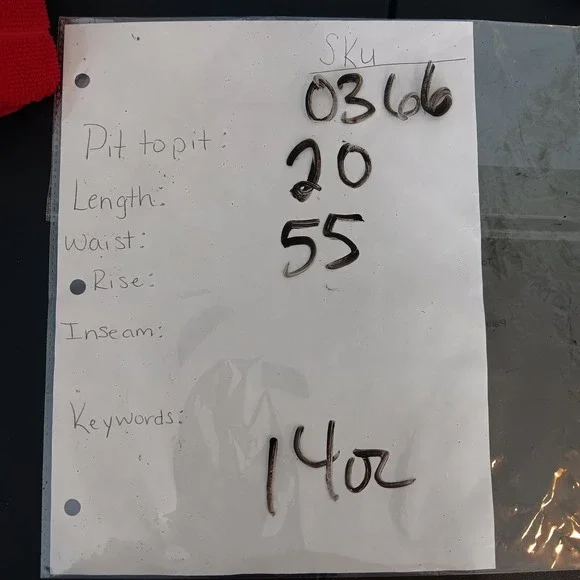 SKU
0366
Pit to pit: 20
Length: 55
Waist:
Rise:
Inseam:
Keywords:
14oz